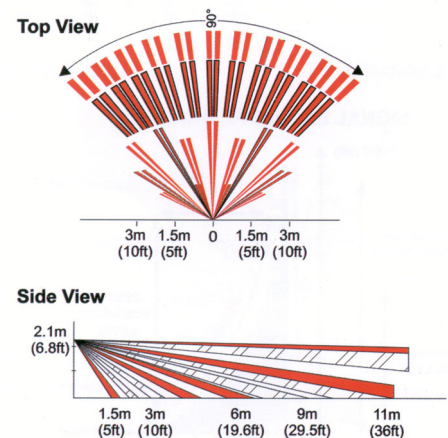 Top View
90°
3m 1.5m 0 1.5m 3m
(10ft) (5ft) (5ft) (10ft)
Side View
2.1m
(6.8ft)
1.5m 3m 6m 9m 11m
(5ft) (10ft) (19.6ft) (29.5ft) (36ft)